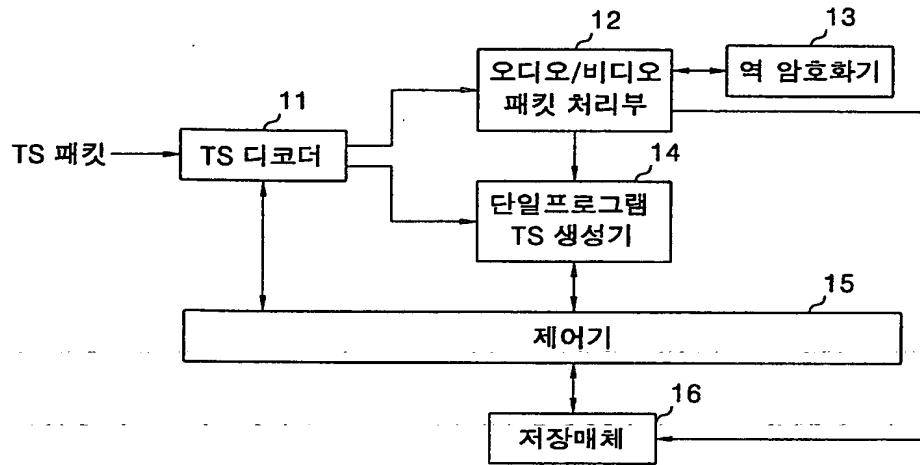 12
13
오디오/비디오
패킷 처리부
역 암호화기
11
TS 패킷
TS 디코더
14
단일프로그램
TS 생성기
15
제어기
16
저장매체